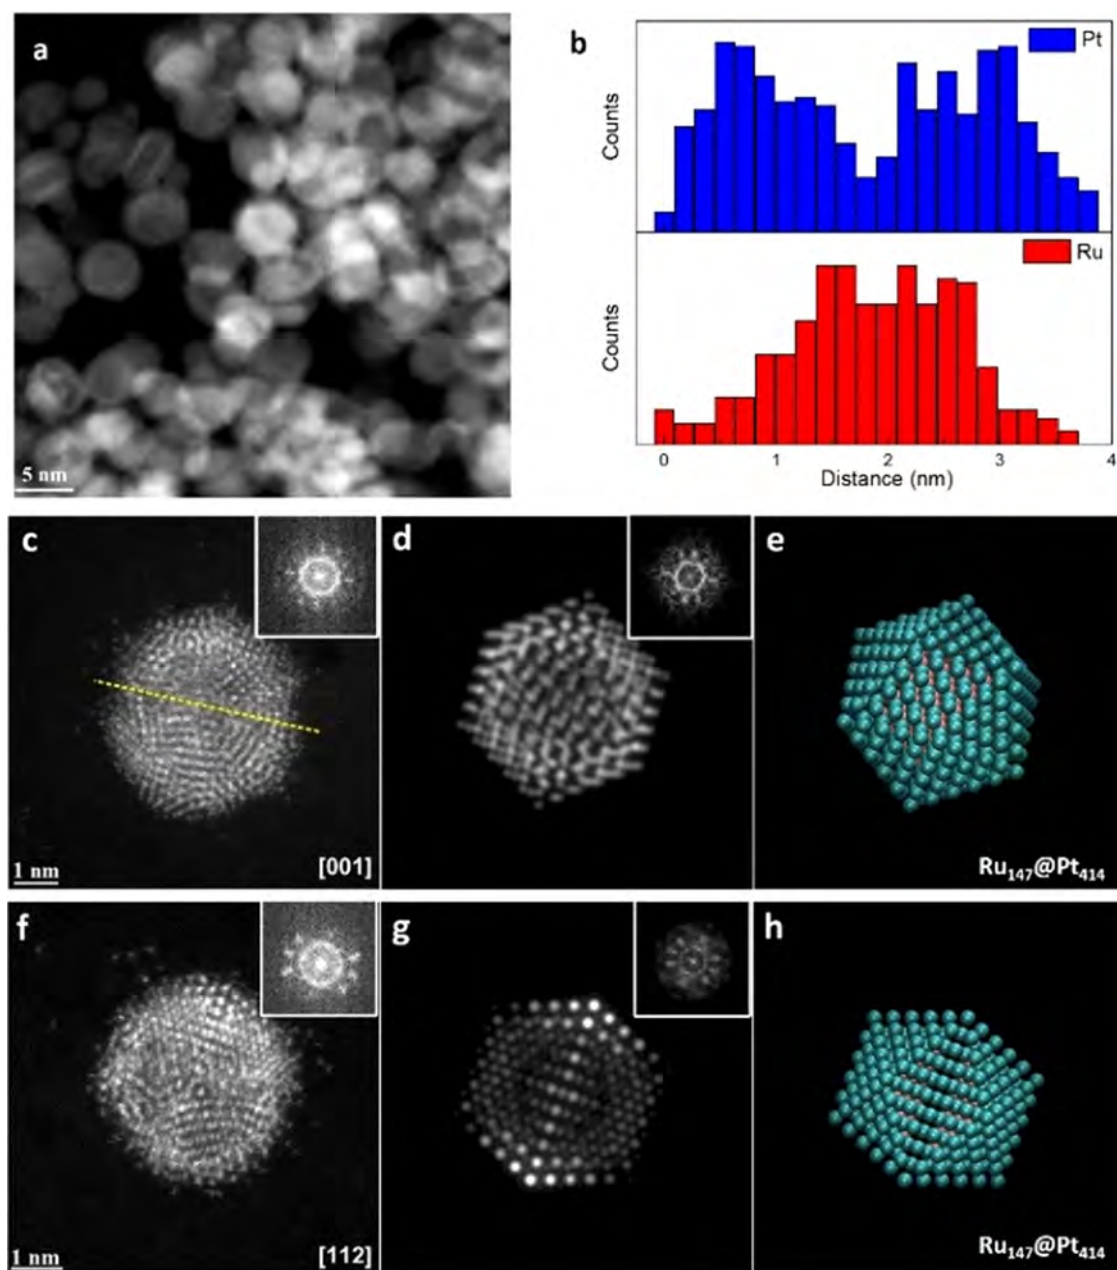 a
5 nm
b
Pt
Counts
Ru
Counts
0 1 2 3 4
Distance (nm)
c
1 nm
[001]
d
e
Ru₁₄₇@Pt₄₁₄
f
1 nm
[112]
g
h
Ru₁₄₇@Pt₄₁₄